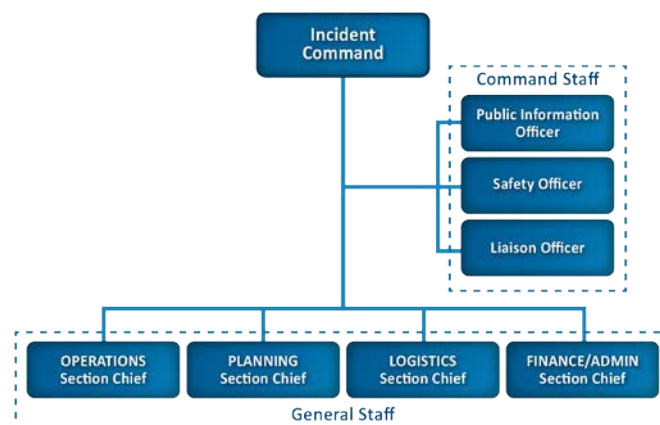 Incident
Command
Command Staff
Public Information
Officer
Safety Officer
Liaison Officer
OPERATIONS
Section Chief
PLANNING
Section Chief
LOGISTICS
Section Chief
FINANCE/ADMIN
Section Chief
General Staff